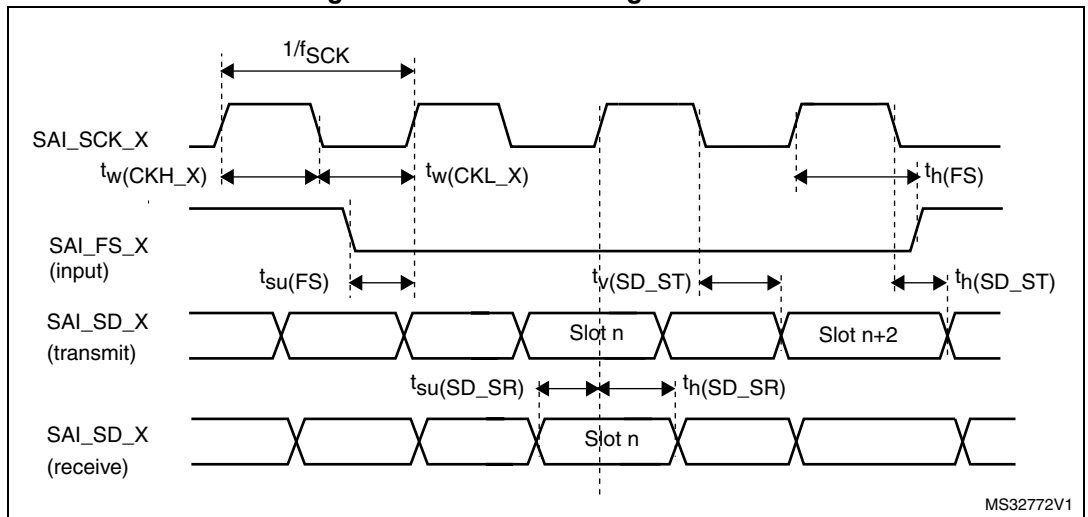 1/fSCK
SAI_SCK_X
tw(CKH_X)
tw(CKL_X)
th(FS)
SAI_FS_X
(input)
tsu(FS)
tv(SD_ST)
th(SD_ST)
SAI_SD_X
(transmit)
Slot n
Slot n+2
tsu(SD_SR)
th(SD_SR)
SAI_SD_X
(receive)
Slot n
MS32772V1